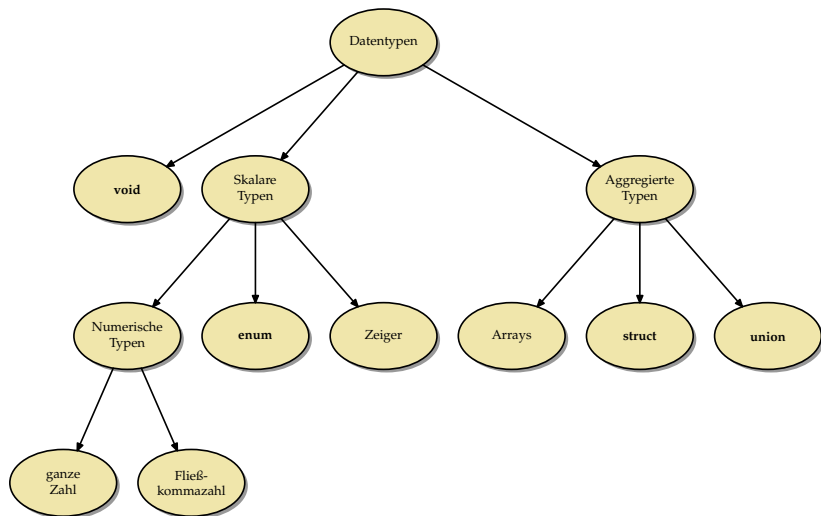 Datentypen
void
Skalare
Typen
Aggregierte
Typen
Numerische
Typen
enum
Zeiger
Arrays
struct
union
ganze
Zahl
Fließ-
kommazahl